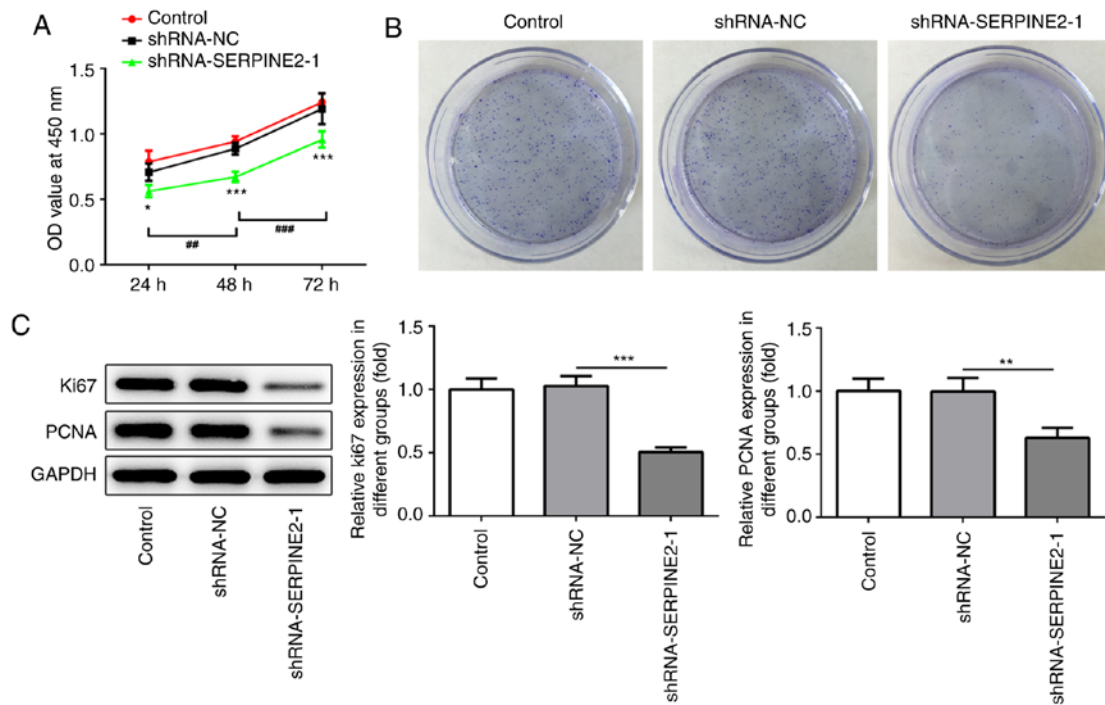 A
Control
shRNA-NC
shRNA-SERPINE2-1
OD value at 450 nm
1.5
1.0
0.5
0.0
*
***
***
##
###
24 h
48 h
72 h
B
Control
shRNA-NC
shRNA-SERPINE2-1
C
Ki67
PCNA
GAPDH
Control
shRNA-NC
shRNA-SERPINE2-1
Relative ki67 expression in
different groups (fold)
1.5
1.0
0.5
0.0
***
Control
shRNA-NC
shRNA-SERPINE2-1
Relative PCNA expression in
different groups (fold)
1.5
1.0
0.5
0.0
**
Control
shRNA-NC
shRNA-SERPINE2-1